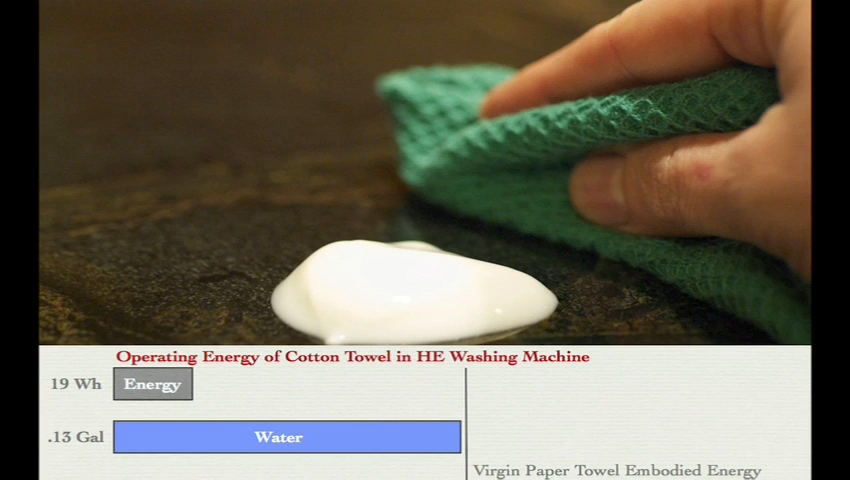 Operating Energy of Cotton Towel in HE Washing Machine
19 Wh Energy
.13 Gal Water
Virgin Paper Towel Embodied Energy